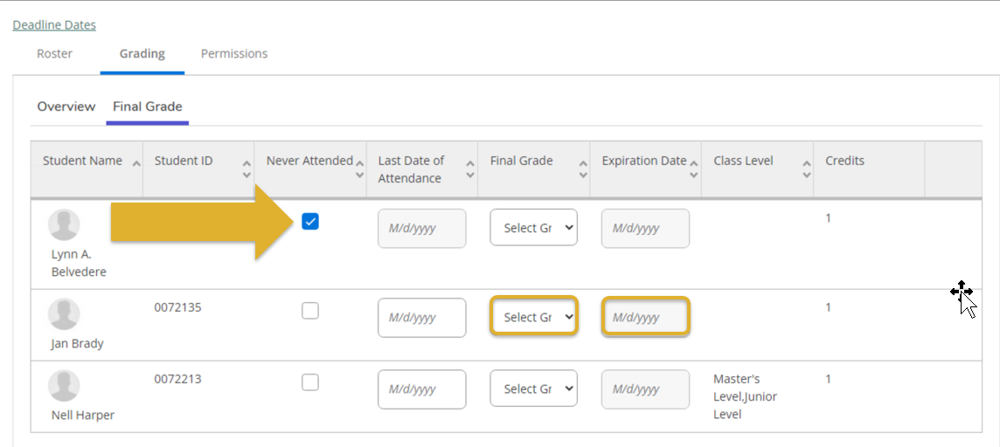 Deadline Dates
Roster Grading Permissions
Overview Final Grade
Student Name Student ID Never Attended Last Date of Attendance Final Grade Expiration Date Class Level Credits
M/d/yyyy Select Gr M/d/yyyy 1
Lynn A.
Belvedere
0072135 M/d/yyyy Select Gr M/d/yyyy 1
Jan Brady
0072213 M/d/yyyy Select Gr M/d/yyyy Master's 1
Level,Junior
Level
Nell Harper